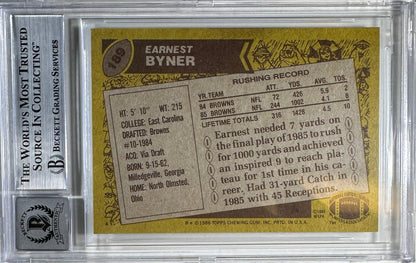 THE WORLD'S MOST TRUSTED
SOURCE IN COLLECTING™
BECKETT GRADING SERVICES
189
EARNEST
BYNER
HT: 5' 10" WT: 215
COLLEGE: East Carolina
DRAFTED: Browns
#10-1984
ACQ: Via Draft
BORN: 9-15-62,
Milledgeville, Georgia
HOME: North Olmsted,
Ohio
RUSHING RECORD
YR. TEAM ATT. YDS. AVG. TDS.
84 BROWNS NFL 72 426 5.9 2
85 BROWNS NFL 244 1002 4.1 8
LIFETIME TOTALS 316 1428 4.5 10
Earnest needed 7 yards on
the final play of 1985 to rush
for 1000 yards and achieved
an inspired 9 to reach pla-
teau for 1st time in his ca-
reer. Had 31-yard Catch in
1985 with 45 Receptions.
© 1986 TOPPS CHEWING GUM, INC. PRTD. IN U.S.A.